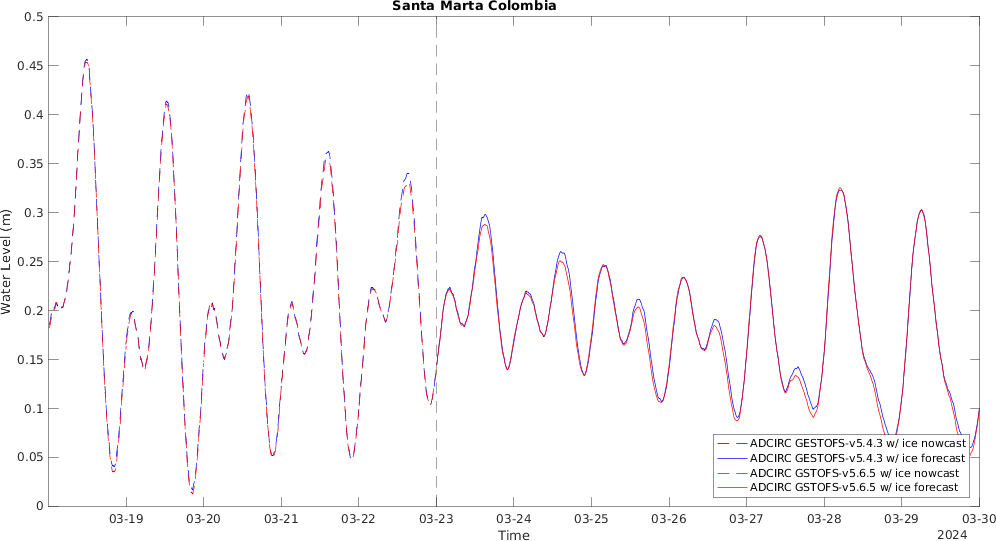 Santa Marta Colombia
0.5
0.45
0.4
0.35
0.3
0.25
0.2
0.15
0.1
0.05
0
Water Level (m)
ADCIRC GESTOFS-v5.4.3 w/ ice nowcast
ADCIRC GESTOFS-v5.4.3 w/ ice forecast
ADCIRC GSTOFS-v5.6.5 w/ ice nowcast
ADCIRC GSTOFS-v5.6.5 w/ ice forecast
03-19 03-20 03-21 03-22 03-23 03-24 03-25 03-26 03-27 03-28 03-29 03-30
Time
2024